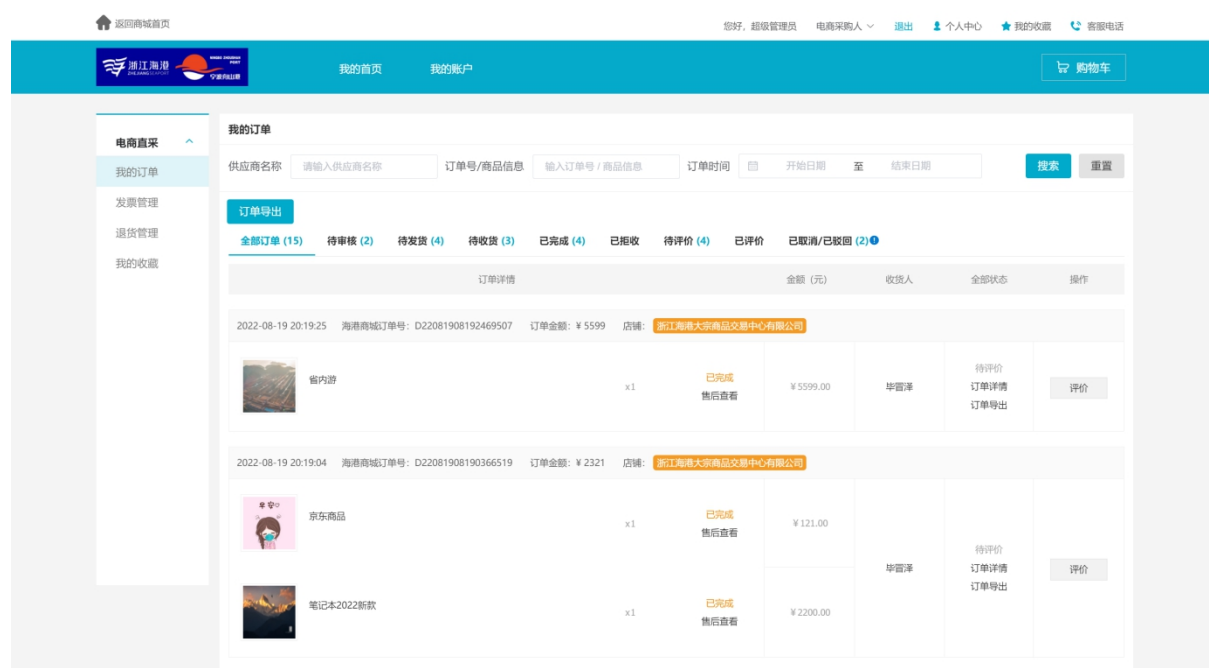 返回商城首页
您好，超级管理员 电商采购人 退出 个人中心 我的收藏 客服电话
浙江海港 ZHEJIANG SEAPORT NINGBO ZHOUSHAN PORT 宁波舟山港
我的首页 我的账户 购物车
电商直采
我的订单
发票管理
退货管理
我的收藏
我的订单
供应商名称 请输入供应商名称 订单号/商品信息 输入订单号 / 商品信息 订单时间 开始日期 至 结束日期 搜索 重置
订单导出
全部订单 (15) 待审核 (2) 待发货 (4) 待收货 (3) 已完成 (4) 已拒收 待评价 (4) 已评价 已取消/已驳回 (2)
订单详情 金额（元） 收货人 全部状态 操作
2022-08-19 20:19:25 海港商城订单号：D22081908192469507 订单金额：¥ 5599 店铺： 浙江海港大宗商品交易中心有限公司
省内游
x1
已完成
售后查看
¥ 5599.00
待评价
订单详情
订单导出
评价
2022-08-19 20:19:04 海港商城订单号：D22081908190366519 订单金额：¥ 2321 店铺： 浙江海港大宗商品交易中心有限公司
京东商品
x1
已完成
售后查看
¥ 121.00
笔记本2022新款
x1
已完成
售后查看
¥ 2200.00
待评价
订单详情
订单导出
评价